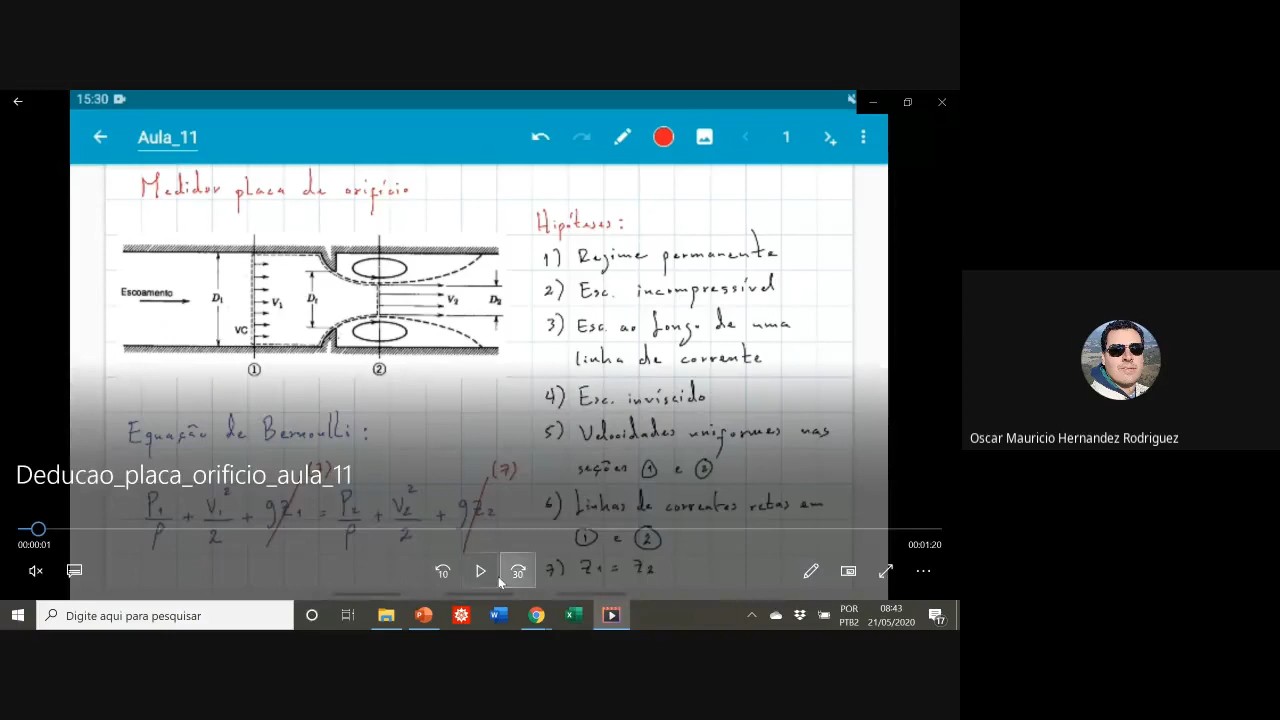 15:30
Aula_11
1
Medidor placa de orifício
Escoamento
D₁
V₁
VC
Dₜ
V₂
D₂
①
②
Hipóteses:
1) Regime permanente
2) Esc. incompressível
3) Esc. ao longo de uma
linha de corrente
4) Esc. invíscido
5) Velocidades uniformes nas
seções ① e ②
6) Linhas de correntes retas em
① e ②
7) Z₁ = Z₂
Equação de Bernoulli:
P₁/ρ + V₁²/2 + gz₁ = P₂/ρ + V₂²/2 + gz₂
(7)
(7)
Deducao_placa_orificio_aula_11
00:00:01
00:01:20
10
30
Digite aqui para pesquisar
POR
PTB2
08:43
21/05/2020
17
Oscar Mauricio Hernandez Rodriguez